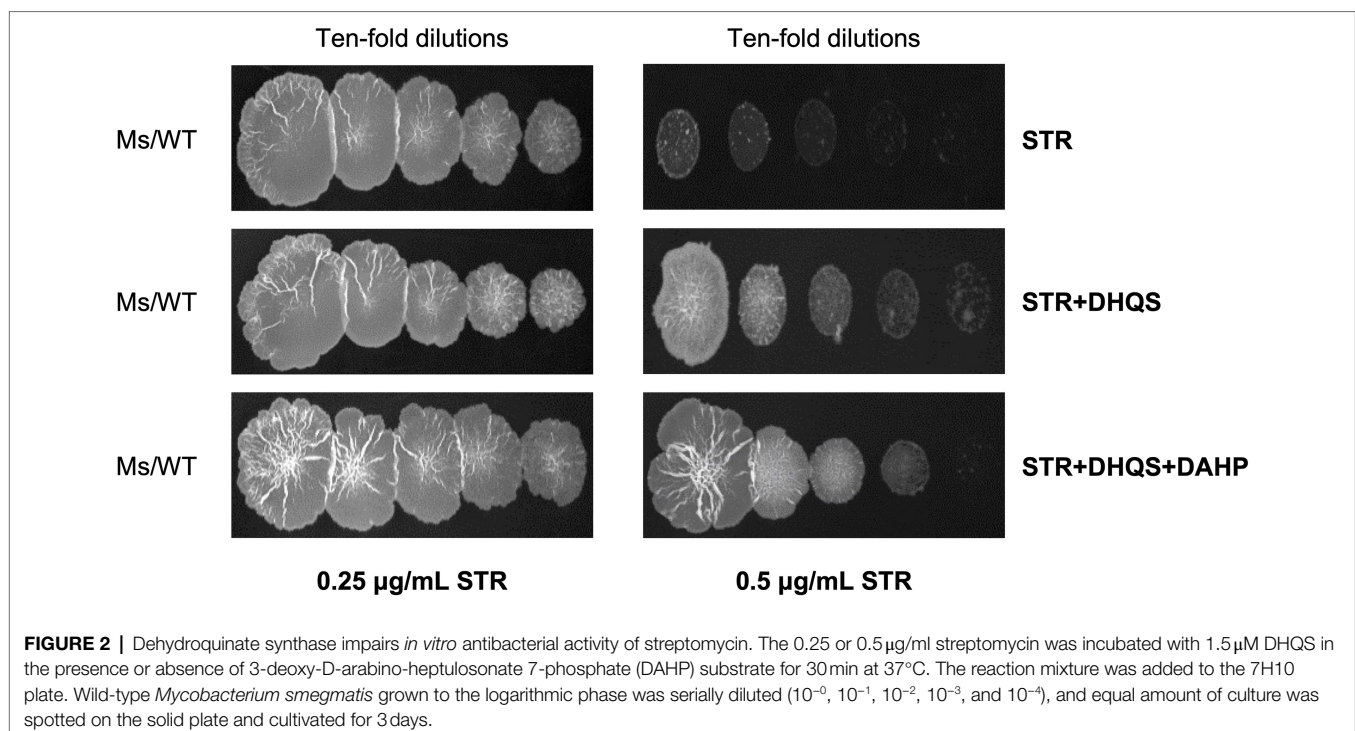 Ten-fold dilutions
Ten-fold dilutions
Ms/WT
STR
Ms/WT
STR+DHQS
Ms/WT
STR+DHQS+DAHP
0.25 µg/mL STR
0.5 µg/mL STR
FIGURE 2 | Dehydroquinate synthase impairs in vitro antibacterial activity of streptomycin. The 0.25 or 0.5 µg/ml streptomycin was incubated with 1.5 µM DHQS in
the presence or absence of 3-deoxy-D-arabino-heptulosonate 7-phosphate (DAHP) substrate for 30 min at 37°C. The reaction mixture was added to the 7H10
plate. Wild-type Mycobacterium smegmatis grown to the logarithmic phase was serially diluted (10⁻⁰, 10⁻¹, 10⁻², 10⁻³, and 10⁻⁴), and equal amount of culture was
spotted on the solid plate and cultivated for 3 days.